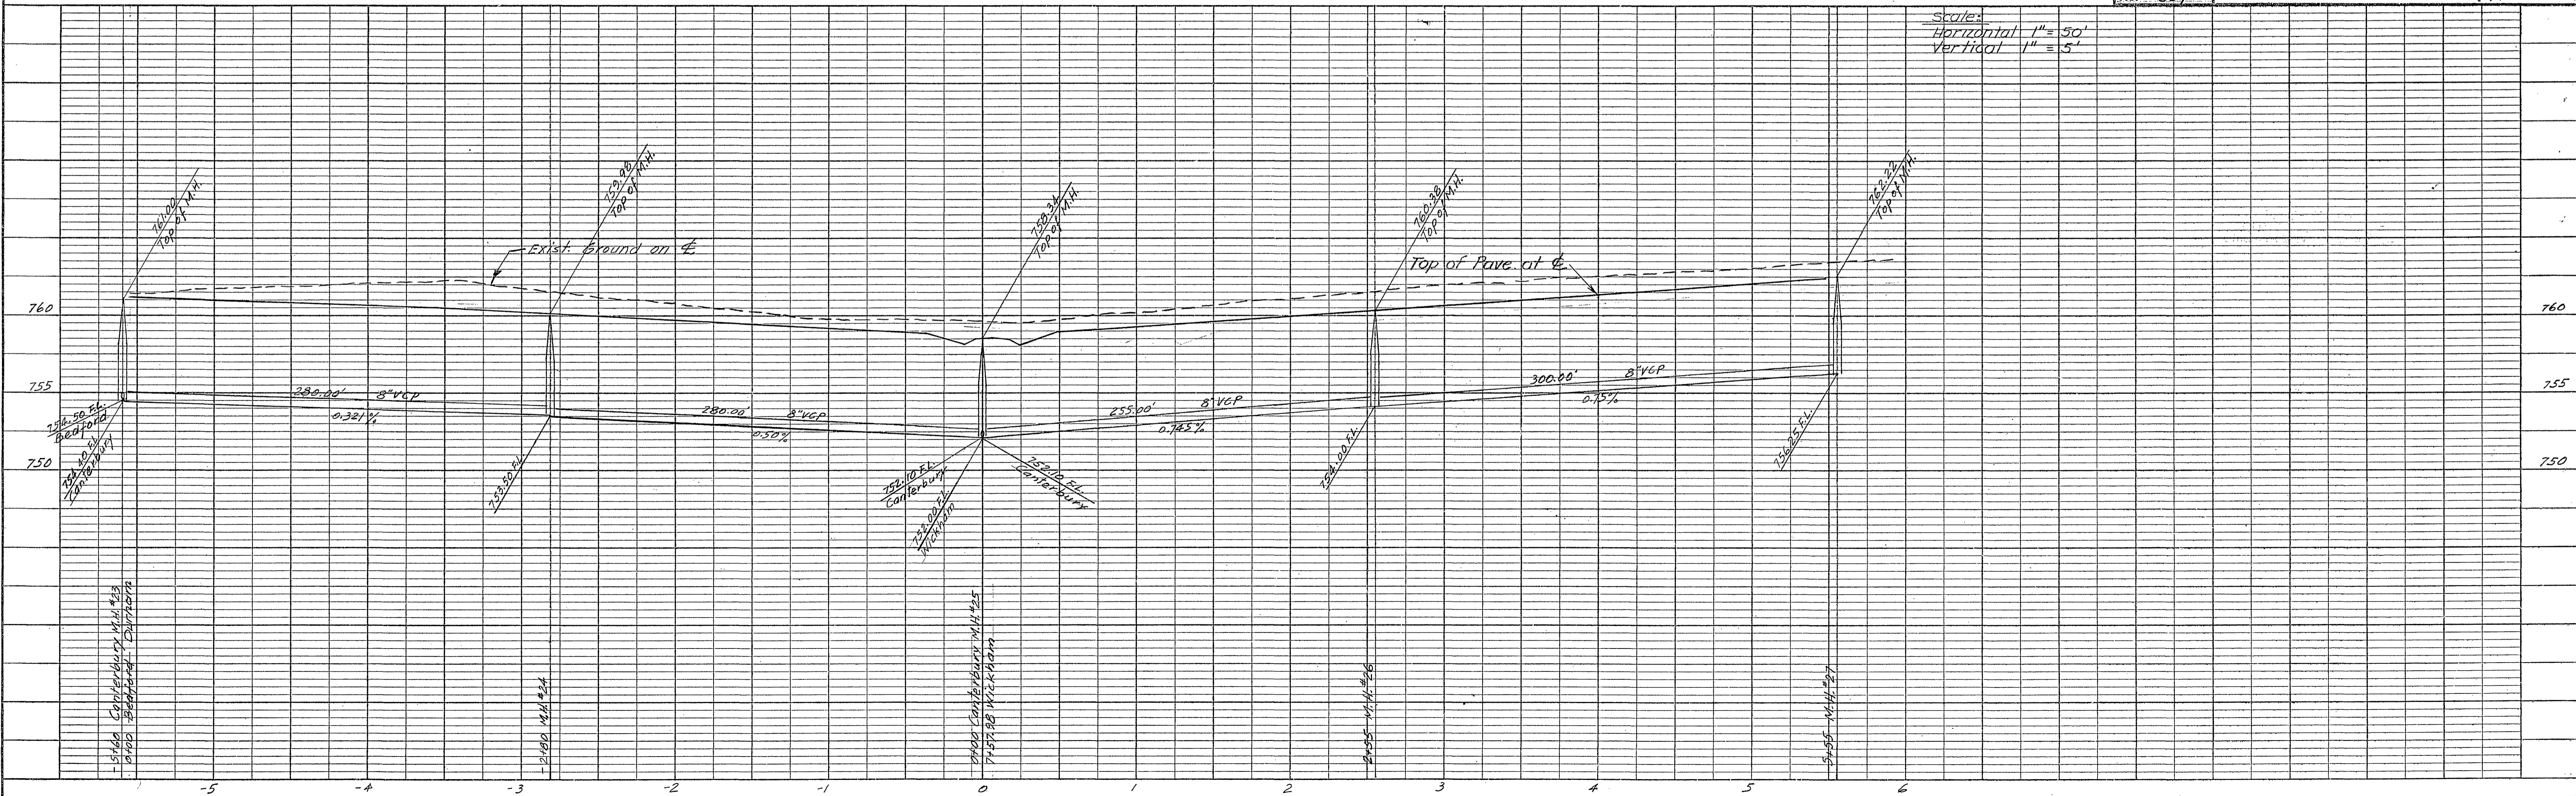 Scale:
Horizontal 1" = 50'
Vertical 1" = 5'
761.00
Top of M.H.
759.98
Top of M.H.
758.34
Top of M.H.
760.38
Top of M.H.
762.22
Top of M.H.
Exist. Ground on ℄
Top of Pave. at ℄
760
760
755
755
750
750
280.00' 8"VCP
0.321%
280.00' 8"VCP
0.50%
255.00' 8"VCP
0.745%
300.00' 8"VCP
0.75%
754.50 F.L.
Bedford
754.40 F.L.
Canterbury
753.50 F.L.
752.10 F.L.
Canterbury
752.00 F.L.
Wickham
752.10 F.L.
Canterbury
754.00 F.L.
756.25 F.L.
-5+60 Canterbury M.H.#23
0+00 Bedford Durham
-2+80 M.H.#24
0+00 Canterbury M.H.#25
7+57.98 Wickham
2+55 M.H.#26
5+55 M.H.#27
-5 -4 -3 -2 -1 0 1 2 3 4 5 6